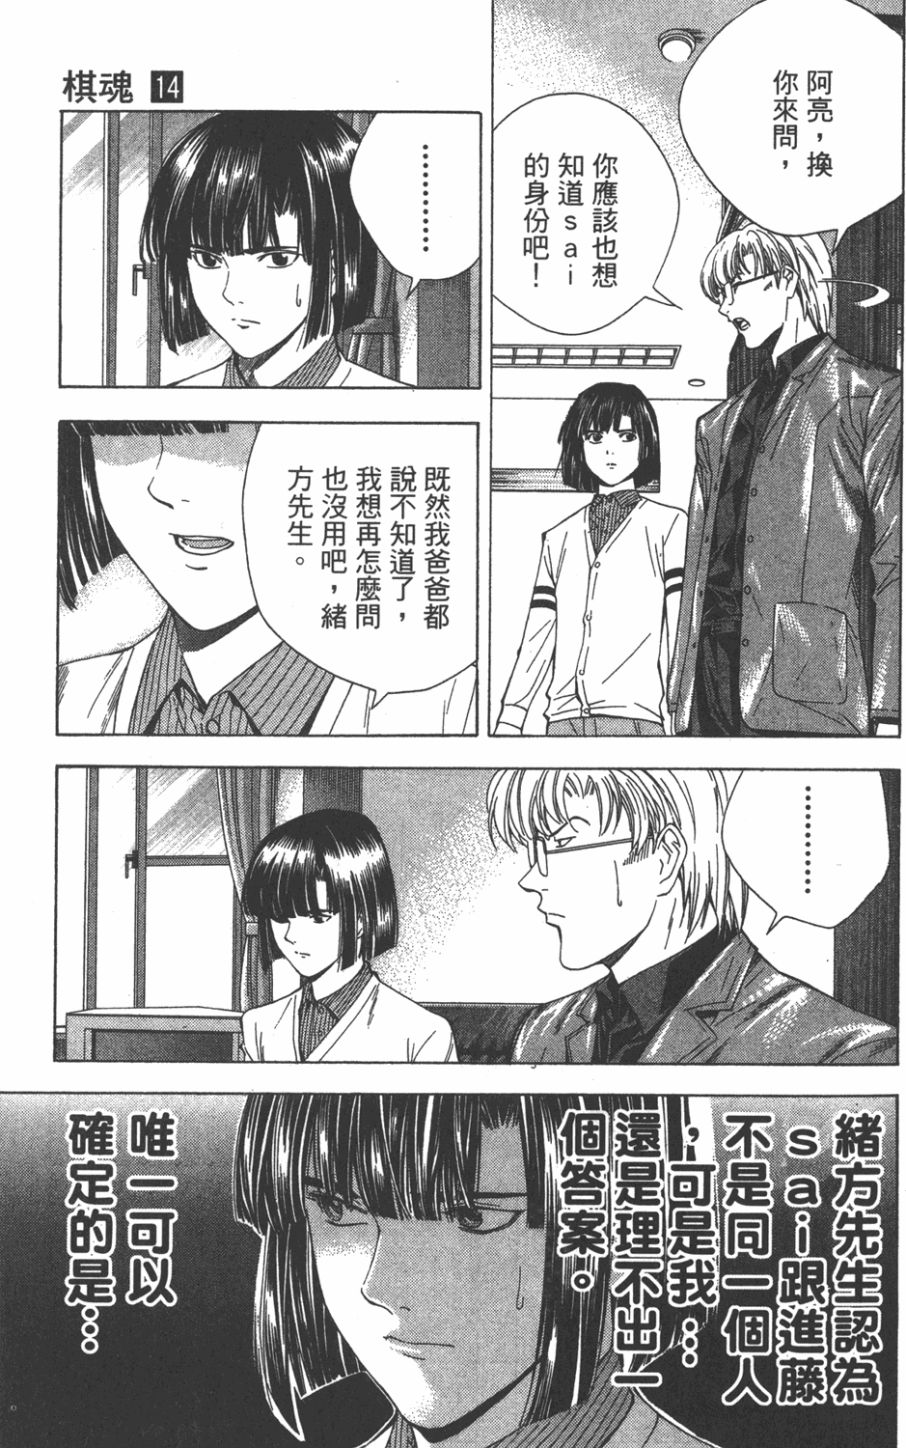 棋魂 14
阿亮，換
你來問，
你應該也想
知道sai
的身份吧！
………
既然我爸爸都
說不知道了，
我想再怎麼問
也沒用吧，緒
方先生。
………
緒方先生認為
sai跟進藤
不是同一個人
，可是我…
還是理不出一
個答案。
唯一可以
確定的是…